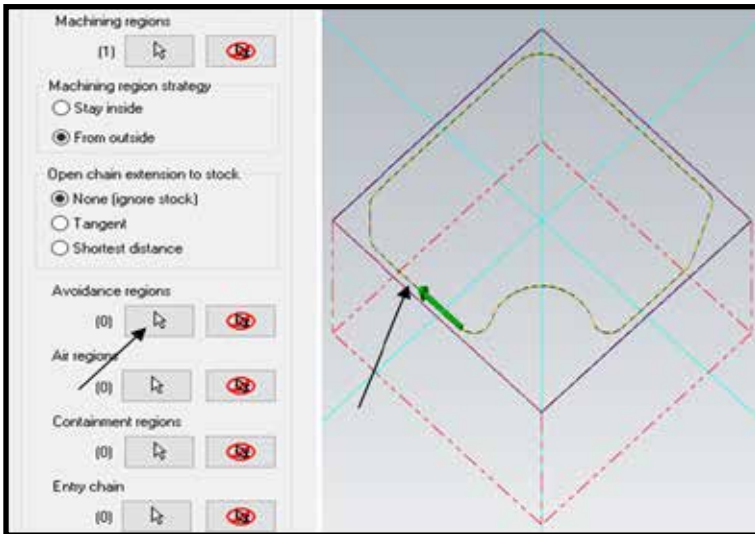 Machining regions
(1)
Machining region strategy
Stay inside
From outside
Open chain extension to stock
None (ignore stock)
Tangent
Shortest distance
Avoidance regions
(0)
Air regions
(0)
Containment regions
(0)
Entry chain
(0)